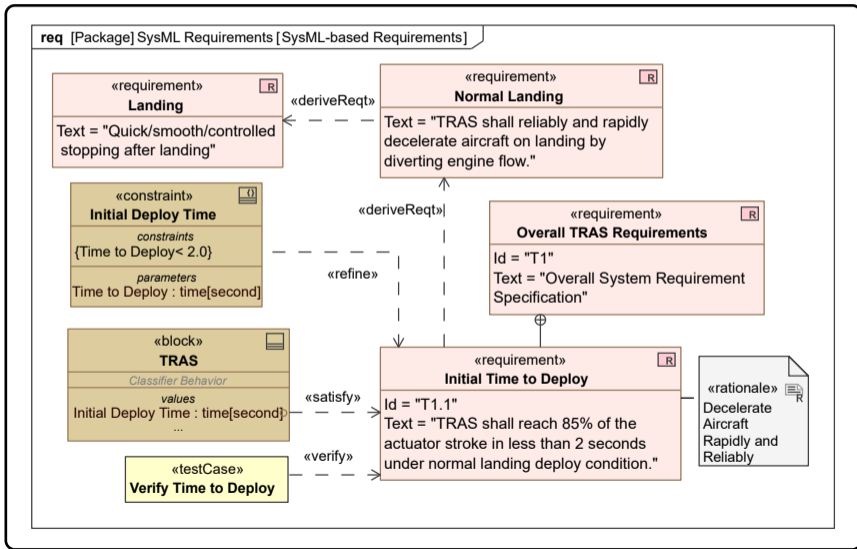 req [Package] SysML Requirements [SysML-based Requirements]
«requirement»
R
Landing
Text = "Quick/smooth/controlled
stopping after landing"
«deriveReqt»
«requirement»
R
Normal Landing
Text = "TRAS shall reliably and rapidly
decelerate aircraft on landing by
diverting engine flow."
«constraint»
{}
Initial Deploy Time
constraints
{Time to Deploy< 2.0}
parameters
Time to Deploy : time[second]
«deriveReqt»
«refine»
«requirement»
R
Overall TRAS Requirements
Id = "T1"
Text = "Overall System Requirement
Specification"
«block»
TRAS
Classifier Behavior
values
Initial Deploy Time : time[second]
...
«satisfy»
«requirement»
R
Initial Time to Deploy
Id = "T1.1"
Text = "TRAS shall reach 85% of the
actuator stroke in less than 2 seconds
under normal landing deploy condition."
«rationale»
R
Decelerate
Aircraft
Rapidly and
Reliably
«testCase»
Verify Time to Deploy
«verify»